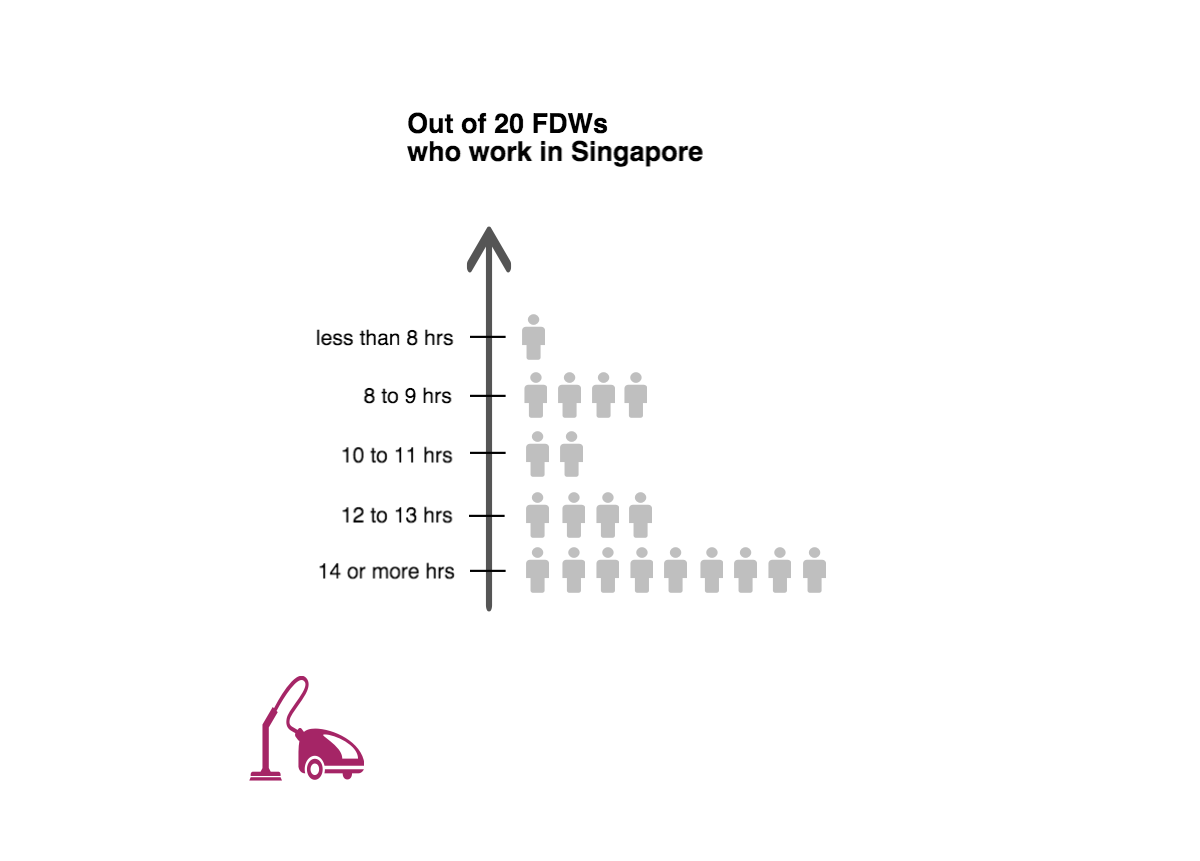 Out of 20 FDWs
who work in Singapore
less than 8 hrs
8 to 9 hrs
10 to 11 hrs
12 to 13 hrs
14 or more hrs